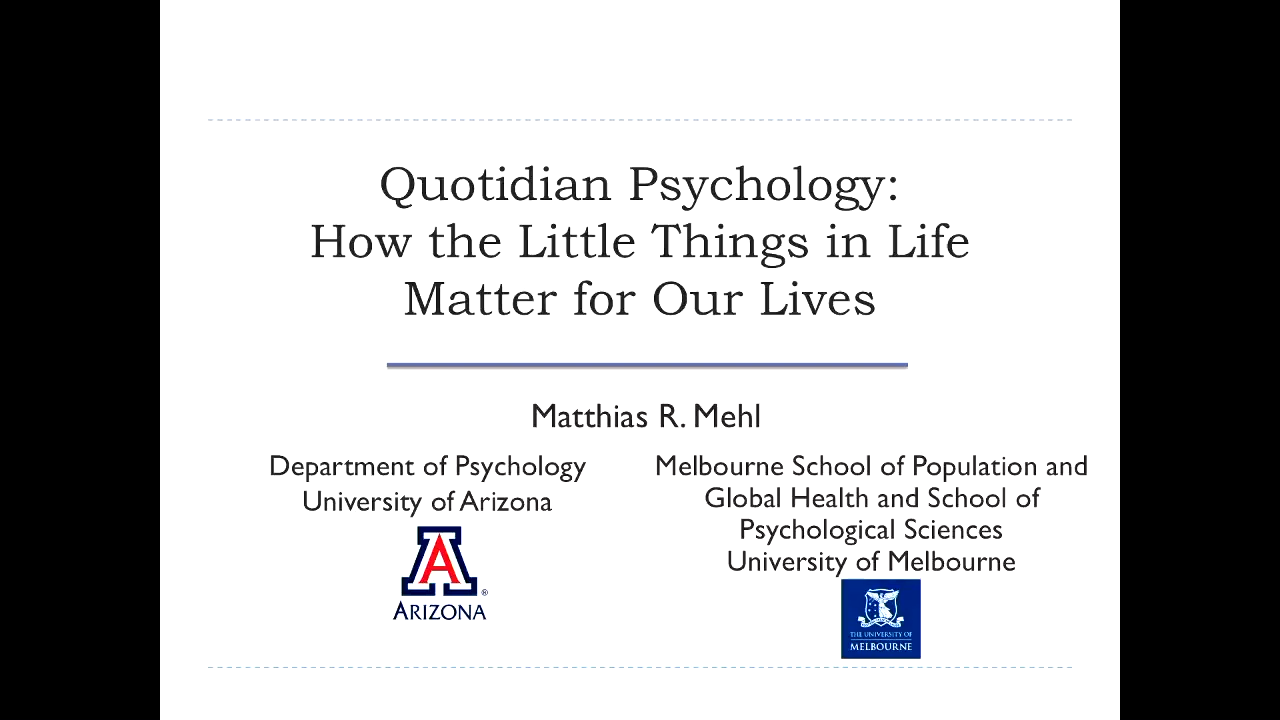 Quotidian Psychology:
How the Little Things in Life
Matter for Our Lives
Matthias R. Mehl
Department of Psychology
University of Arizona
A
®
ARIZONA
Melbourne School of Population and
Global Health and School of
Psychological Sciences
University of Melbourne
THE UNIVERSITY OF
MELBOURNE